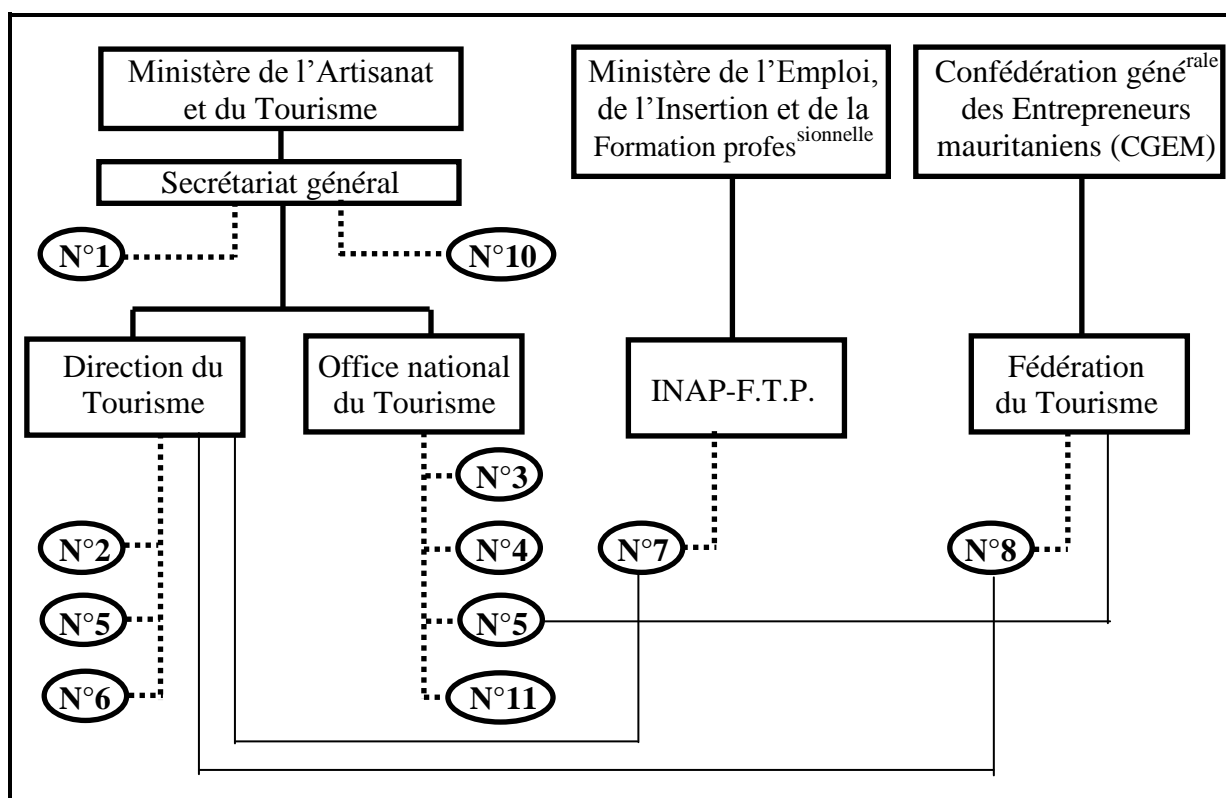 Ministère de l’Artisanat
et du Tourisme
Ministère de l’Emploi,
de l’Insertion et de la
Formation professionnelle
Confédération générale
des Entrepreneurs
mauritaniens (CGEM)
Secrétariat général
N°1
N°10
Direction du
Tourisme
Office national
du Tourisme
INAP-F.T.P.
Fédération
du Tourisme
N°3
N°2
N°4
N°7
N°8
N°5
N°5
N°6
N°11